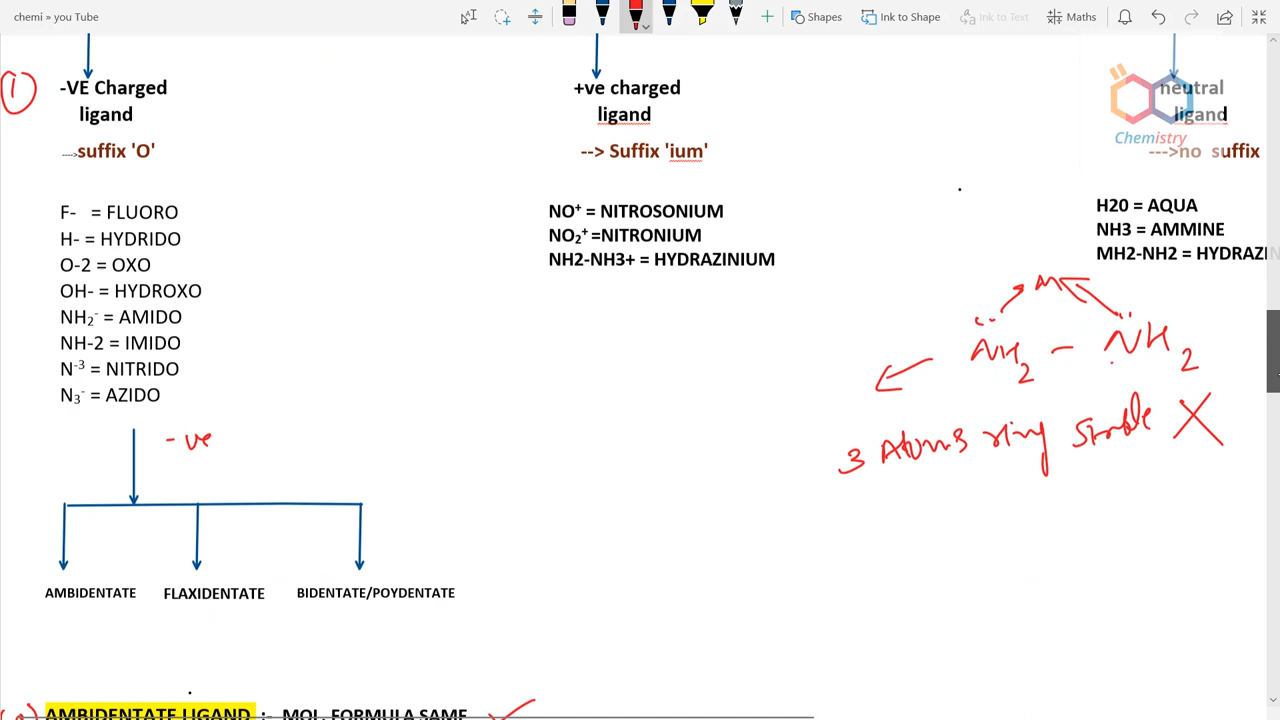 chemi » you Tube
Shapes
Ink to Shape
Ink to Text
Maths
1
-VE Charged
ligand
--->suffix 'O'
F- = FLUORO
H- = HYDRIDO
O-2 = OXO
OH- = HYDROXO
NH2- = AMIDO
NH-2 = IMIDO
N-3 = NITRIDO
N3- = AZIDO
-ve
AMBIDENTATE FLAXIDENTATE BIDENTATE/POYDENTATE
+ve charged
ligand
--> Suffix 'ium'
NO+ = NITROSONIUM
NO2+ =NITRONIUM
NH2-NH3+ = HYDRAZINIUM
neutral
ligand
Chemistry
--->no suffix
H20 = AQUA
NH3 = AMMINE
MH2-NH2 = HYDRAZIN
M
NH2 - NH2
3 Atoms ring stable X
(a) AMBIDENTATE LIGAND :- MOL. FORMULA SAME